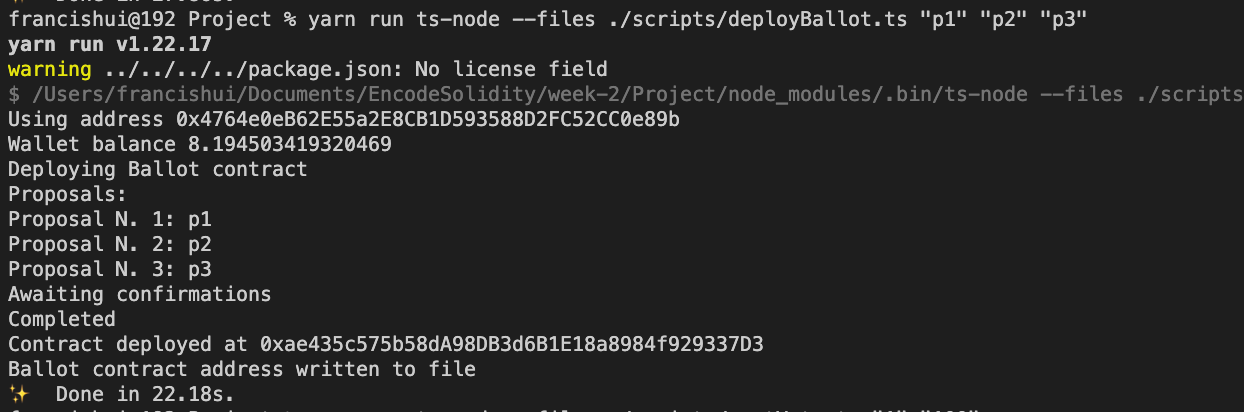 francishui@192 Project % yarn run ts-node --files ./scripts/deployBallot.ts "p1" "p2" "p3"
yarn run v1.22.17
warning ../../../../package.json: No license field
$ /Users/francishui/Documents/EncodeSolidity/week-2/Project/node_modules/.bin/ts-node --files ./scripts
Using address 0x4764e0eB62E55a2E8CB1D593588D2FC52CC0e89b
Wallet balance 8.194503419320469
Deploying Ballot contract
Proposals:
Proposal N. 1: p1
Proposal N. 2: p2
Proposal N. 3: p3
Awaiting confirmations
Completed
Contract deployed at 0xae435c575b58dA98DB3d6B1E18a8984f929337D3
Ballot contract address written to file
✨ Done in 22.18s.